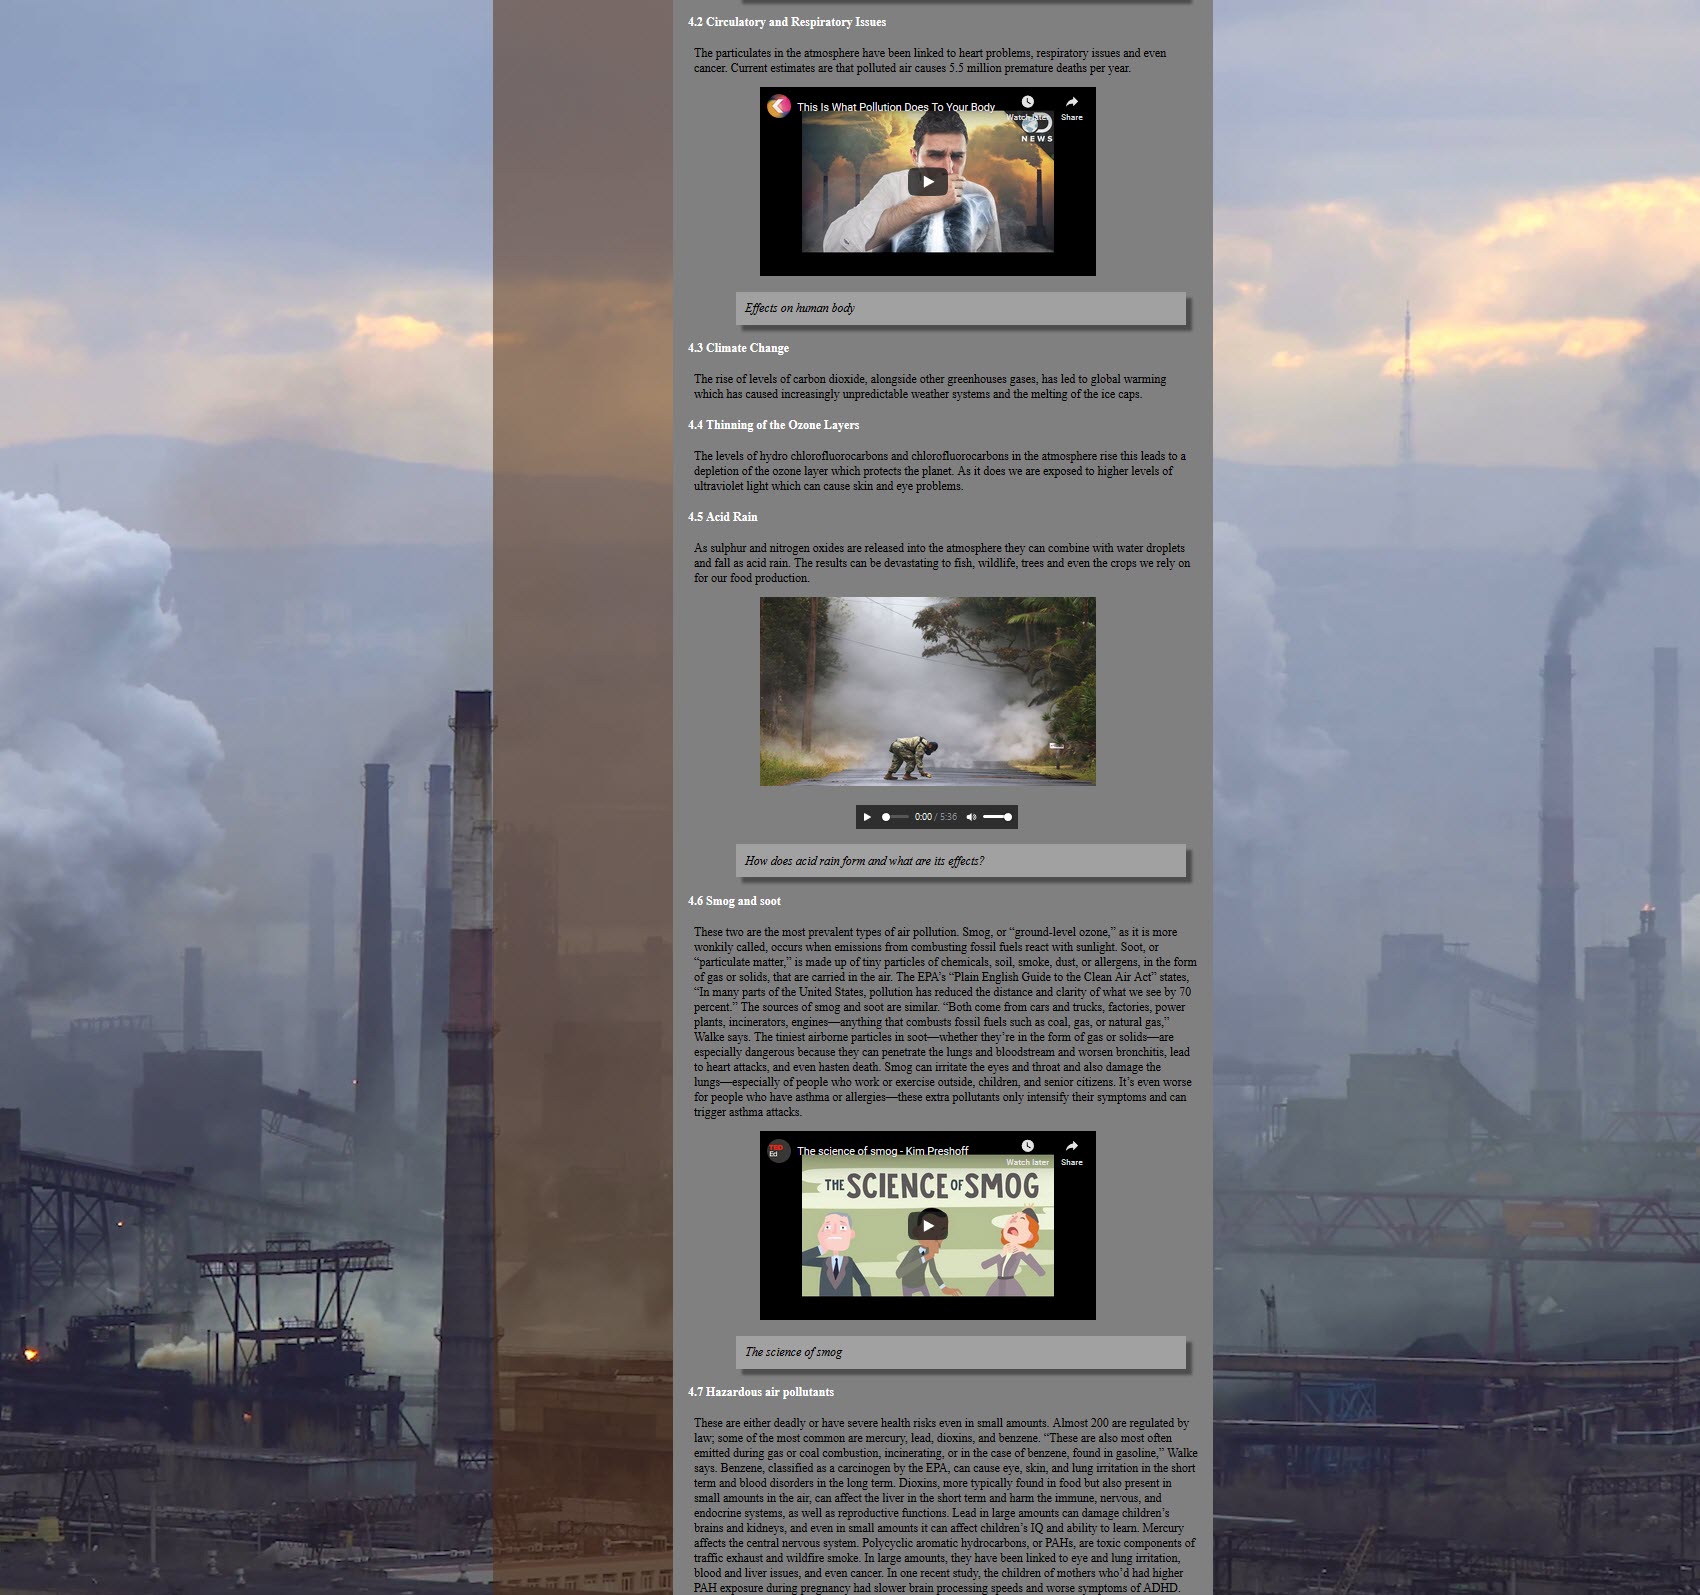 4.2 Circulatory and Respiratory Issues
The particulates in the atmosphere have been linked to heart problems, respiratory issues and even
cancer. Current estimates are that polluted air causes 5.5 million premature deaths per year.
This Is What Pollution Does To Your Body
Watch later
Share
D
NEWS
Effects on human body
4.3 Climate Change
The rise of levels of carbon dioxide, alongside other greenhouses gases, has led to global warming
which has caused increasingly unpredictable weather systems and the melting of the ice caps.
4.4 Thinning of the Ozone Layers
The levels of hydro chlorofluorocarbons and chlorofluorocarbons in the atmosphere rise this leads to a
depletion of the ozone layer which protects the planet. As it does we are exposed to higher levels of
ultraviolet light which can cause skin and eye problems.
4.5 Acid Rain
As sulphur and nitrogen oxides are released into the atmosphere they can combine with water droplets
and fall as acid rain. The results can be devastating to fish, wildlife, trees and even the crops we rely on
for our food production.
0:00 / 5:36
How does acid rain form and what are its effects?
4.6 Smog and soot
These two are the most prevalent types of air pollution. Smog, or “ground-level ozone,” as it is more
wonkily called, occurs when emissions from combusting fossil fuels react with sunlight. Soot, or
“particulate matter,” is made up of tiny particles of chemicals, soil, smoke, dust, or allergens, in the form
of gas or solids, that are carried in the air. The EPA’s “Plain English Guide to the Clean Air Act” states,
“In many parts of the United States, pollution has reduced the distance and clarity of what we see by 70
percent.” The sources of smog and soot are similar. “Both come from cars and trucks, factories, power
plants, incinerators, engines—anything that combusts fossil fuels such as coal, gas, or natural gas,”
Walke says. The tiniest airborne particles in soot—whether they’re in the form of gas or solids—are
especially dangerous because they can penetrate the lungs and bloodstream and worsen bronchitis, lead
to heart attacks, and even hasten death. Smog can irritate the eyes and throat and also damage the
lungs—especially of people who work or exercise outside, children, and senior citizens. It’s even worse
for people who have asthma or allergies—these extra pollutants only intensify their symptoms and can
trigger asthma attacks.
TED
Ed
The science of smog - Kim Preshoff
Watch later
Share
THE SCIENCE OF SMOG
The science of smog
4.7 Hazardous air pollutants
These are either deadly or have severe health risks even in small amounts. Almost 200 are regulated by
law; some of the most common are mercury, lead, dioxins, and benzene. “These are also most often
emitted during gas or coal combustion, incinerating, or in the case of benzene, found in gasoline,” Walke
says. Benzene, classified as a carcinogen by the EPA, can cause eye, skin, and lung irritation in the short
term and blood disorders in the long term. Dioxins, more typically found in food but also present in
small amounts in the air, can affect the liver in the short term and harm the immune, nervous, and
endocrine systems, as well as reproductive functions. Lead in large amounts can damage children’s
brains and kidneys, and even in small amounts it can affect children’s IQ and ability to learn. Mercury
affects the central nervous system. Polycyclic aromatic hydrocarbons, or PAHs, are toxic components of
traffic exhaust and wildfire smoke. In large amounts, they have been linked to eye and lung irritation,
blood and liver issues, and even cancer. In one recent study, the children of mothers who’d had higher
PAH exposure during pregnancy had slower brain processing speeds and worse symptoms of ADHD.